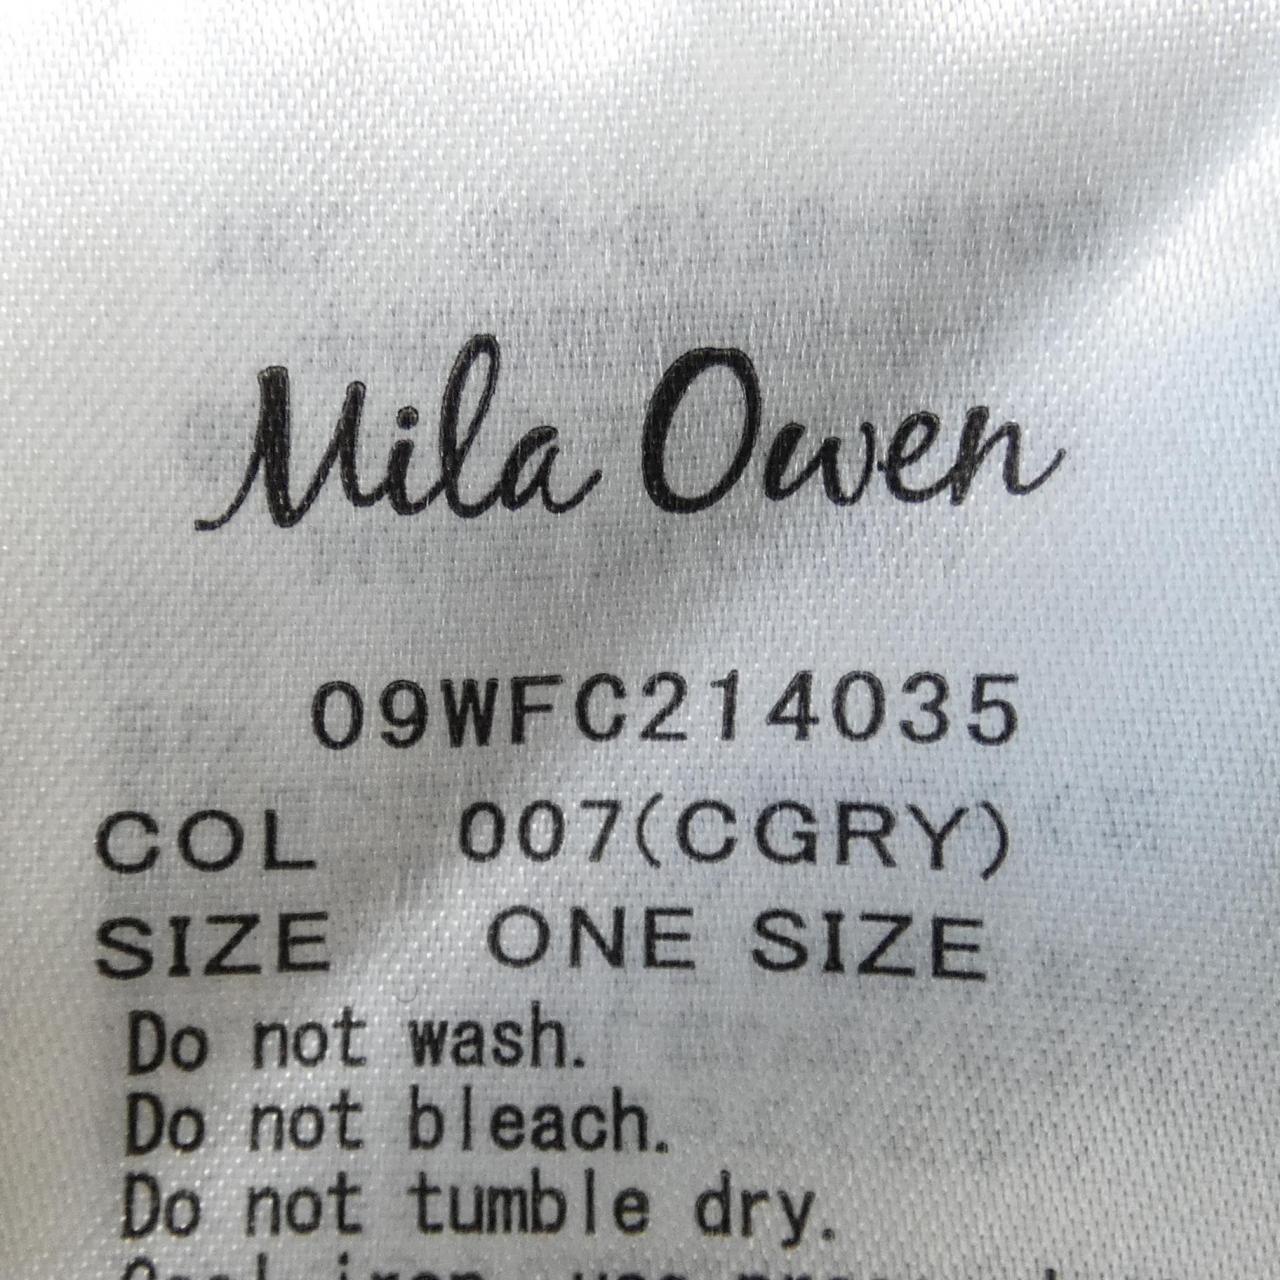 Mila Owen
09WFC214035
COL 007(CGRY)
SIZE ONE SIZE
Do not wash.
Do not bleach.
Do not tumble dry.